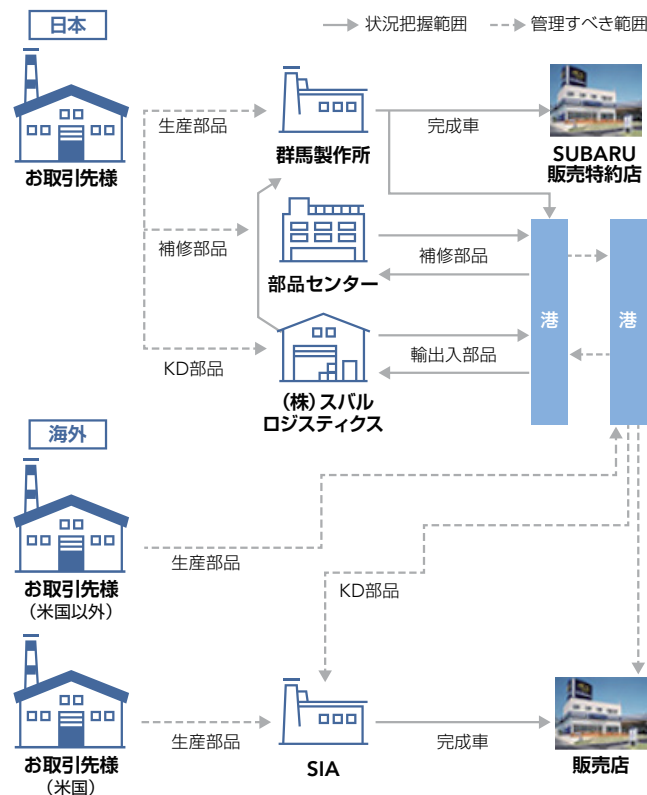 日本
状況把握範囲
管理すべき範囲
お取引先様
生産部品
群馬製作所
完成車
SUBARU
販売特約店
補修部品
部品センター
補修部品
港
港
KD部品
(株)スバル
ロジスティクス
輸出入部品
海外
お取引先様
(米国以外)
生産部品
KD部品
お取引先様
(米国)
生産部品
SIA
完成車
販売店